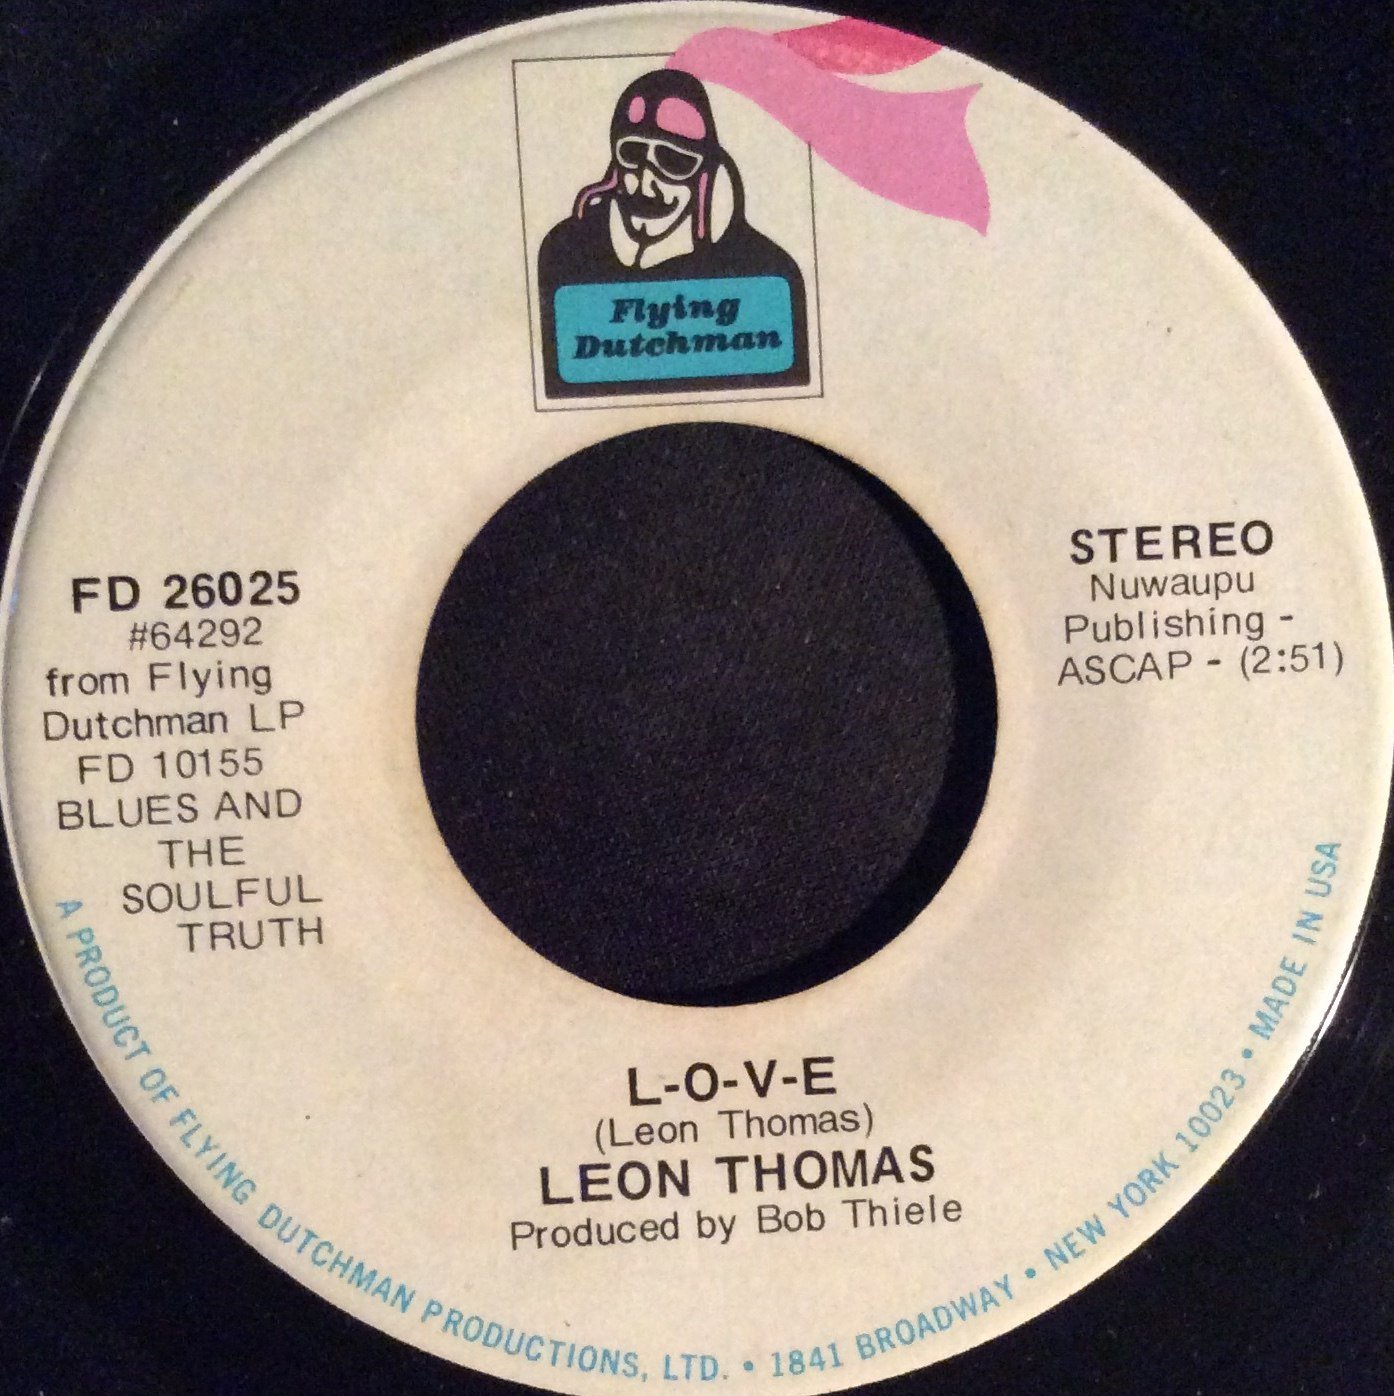 Flying
Dutchman
FD 26025
#64292
from Flying
Dutchman LP
FD 10155
BLUES AND
THE
SOULFUL
TRUTH
STEREO
Nuwaupu
Publishing -
ASCAP - (2:51)
L-O-V-E
(Leon Thomas)
LEON THOMAS
Produced by Bob Thiele
A PRODUCT OF FLYING DUTCHMAN PRODUCTIONS, LTD. • 1841 BROADWAY • NEW YORK 10023 • MADE IN USA